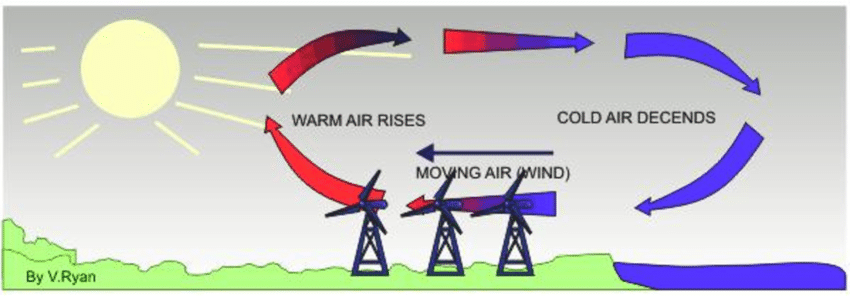 WARM AIR RISES
COLD AIR DECENDS
MOVING AIR (WIND)
By V.Ryan